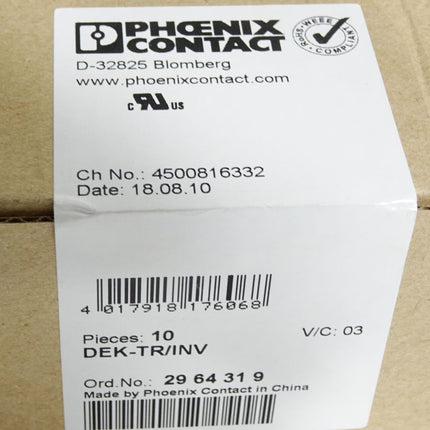 PHŒNIX
CONTACT
RoHS · WEEE
COMPLIANT
D-32825 Blomberg
www.phoenixcontact.com
c RU US
Ch No.: 4500816332
Date: 18.08.10
4 017918 176068
Pieces: 10
V/C: 03
DEK-TR/INV
Ord.No.: 29 64 31 9
Made by Phoenix Contact in China